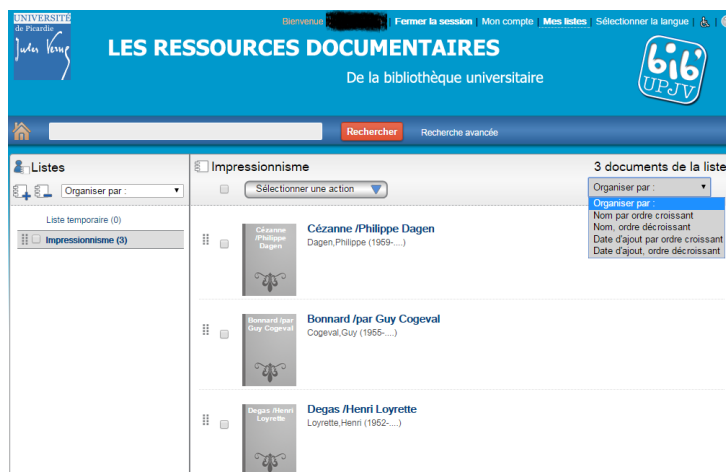 UNIVERSITÉ
de Picardie
Jules Verne
Bienvenue | Fermer la session | Mon compte | Mes listes | Sélectionner la langue |
LES RESSOURCES DOCUMENTAIRES
De la bibliothèque universitaire
bib'
UPJV
Rechercher
Recherche avancée
Listes
Organiser par :
Liste temporaire (0)
Impressionnisme (3)
Impressionnisme
3 documents de la liste
Sélectionner une action
Organiser par :
Organiser par :
Nom par ordre croissant
Nom, ordre décroissant
Date d'ajout par ordre croissant
Date d'ajout, ordre décroissant
Cézanne
/Philippe
Dagen
Cézanne /Philippe Dagen
Dagen,Philippe (1959-....)
Bonnard /par
Guy Cogeval
Bonnard /par Guy Cogeval
Cogeval,Guy (1955-....)
Degas /Henri
Loyrette
Degas /Henri Loyrette
Loyrette,Henri (1952-....)